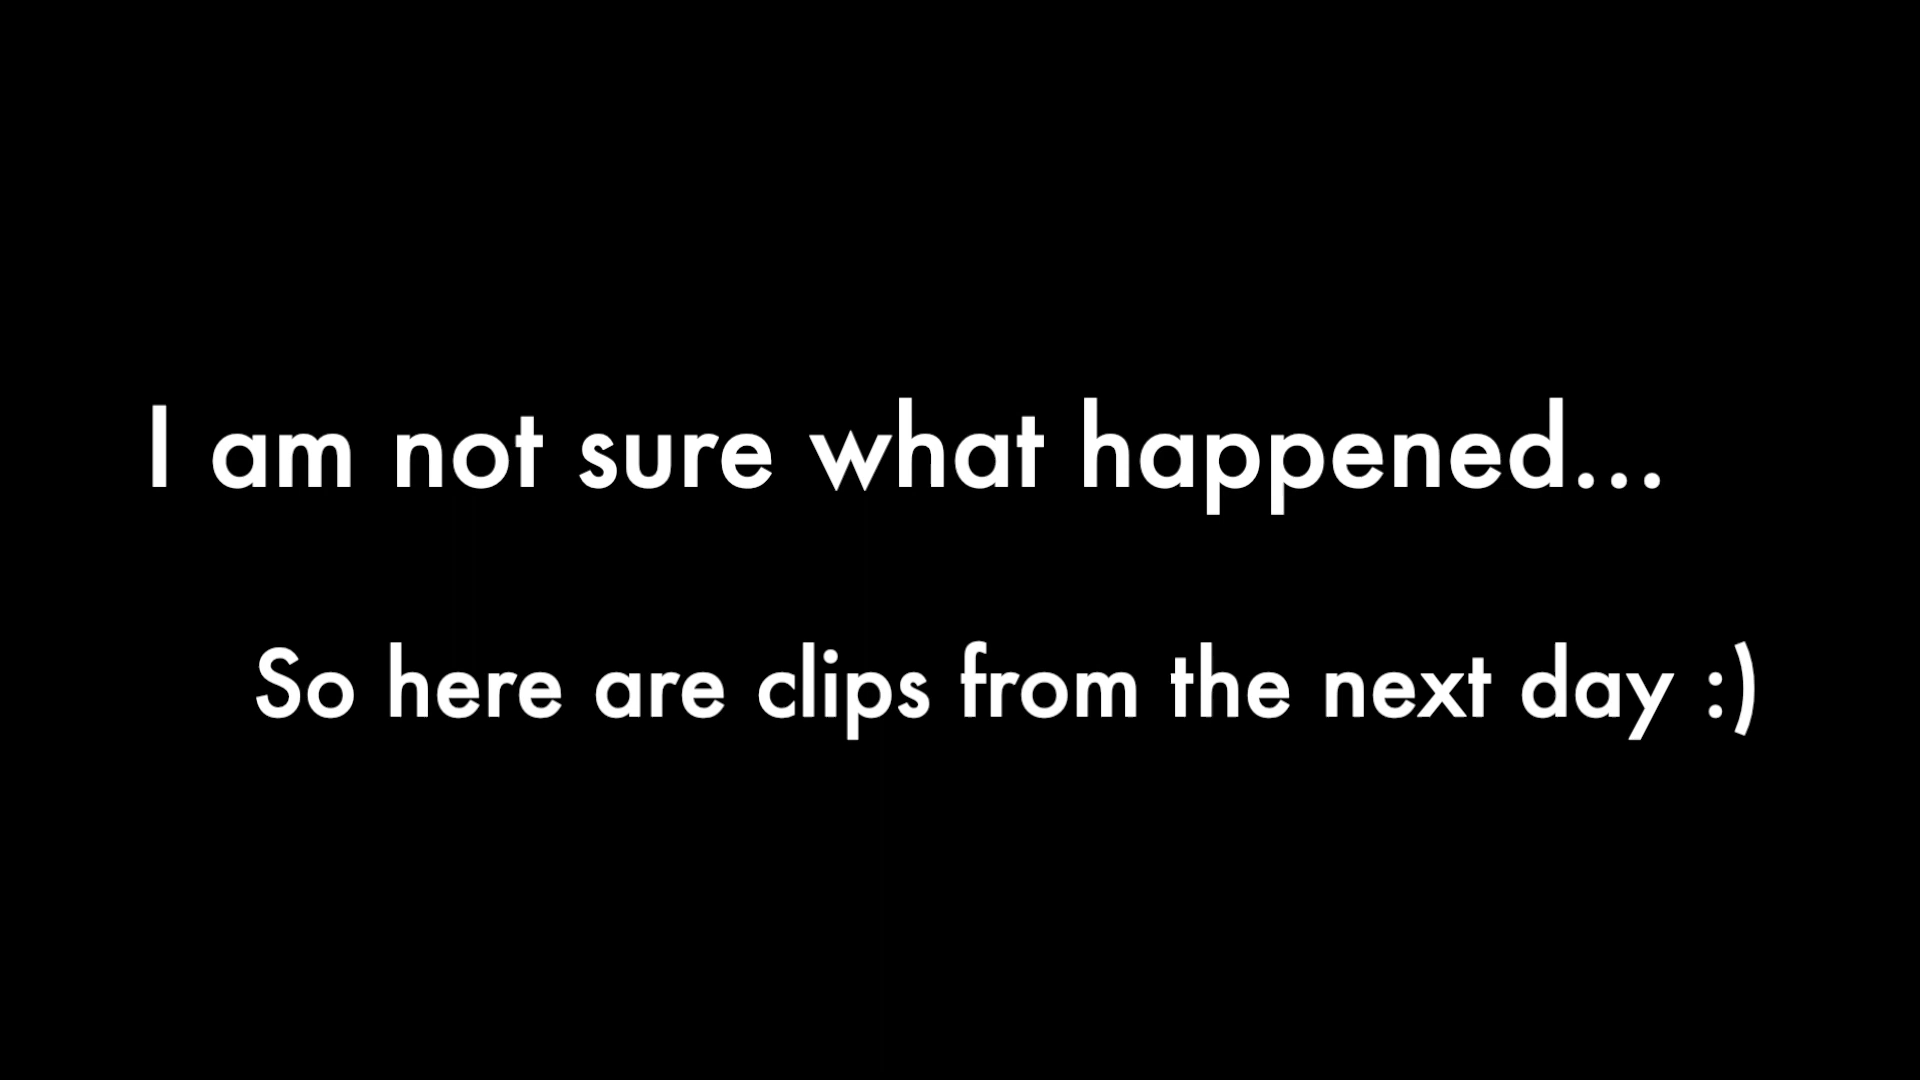 I am not sure what happened...
So here are clips from the next day :)